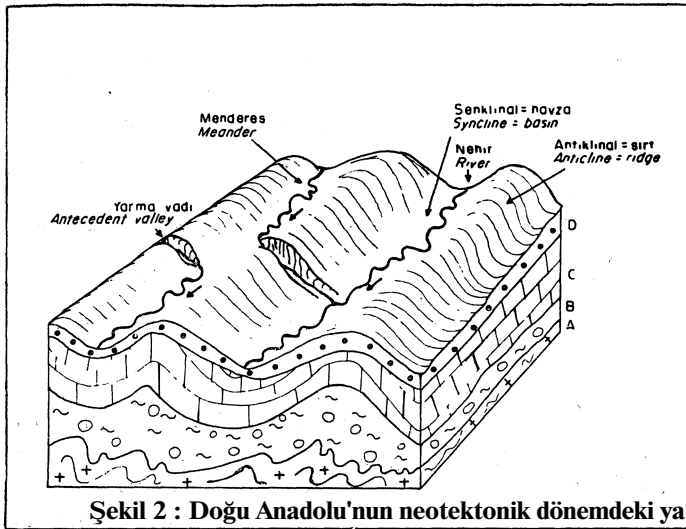 Menderes
Meander
Senklinal = havza
Syncline = basin
Nehir
River
Antiklinal = sırt
Anticline = ridge
Yarma vadi
Antecedent valley
D
C
B
A
Şekil 2 : Doğu Anadolu'nun neotektonik dönemdeki ya